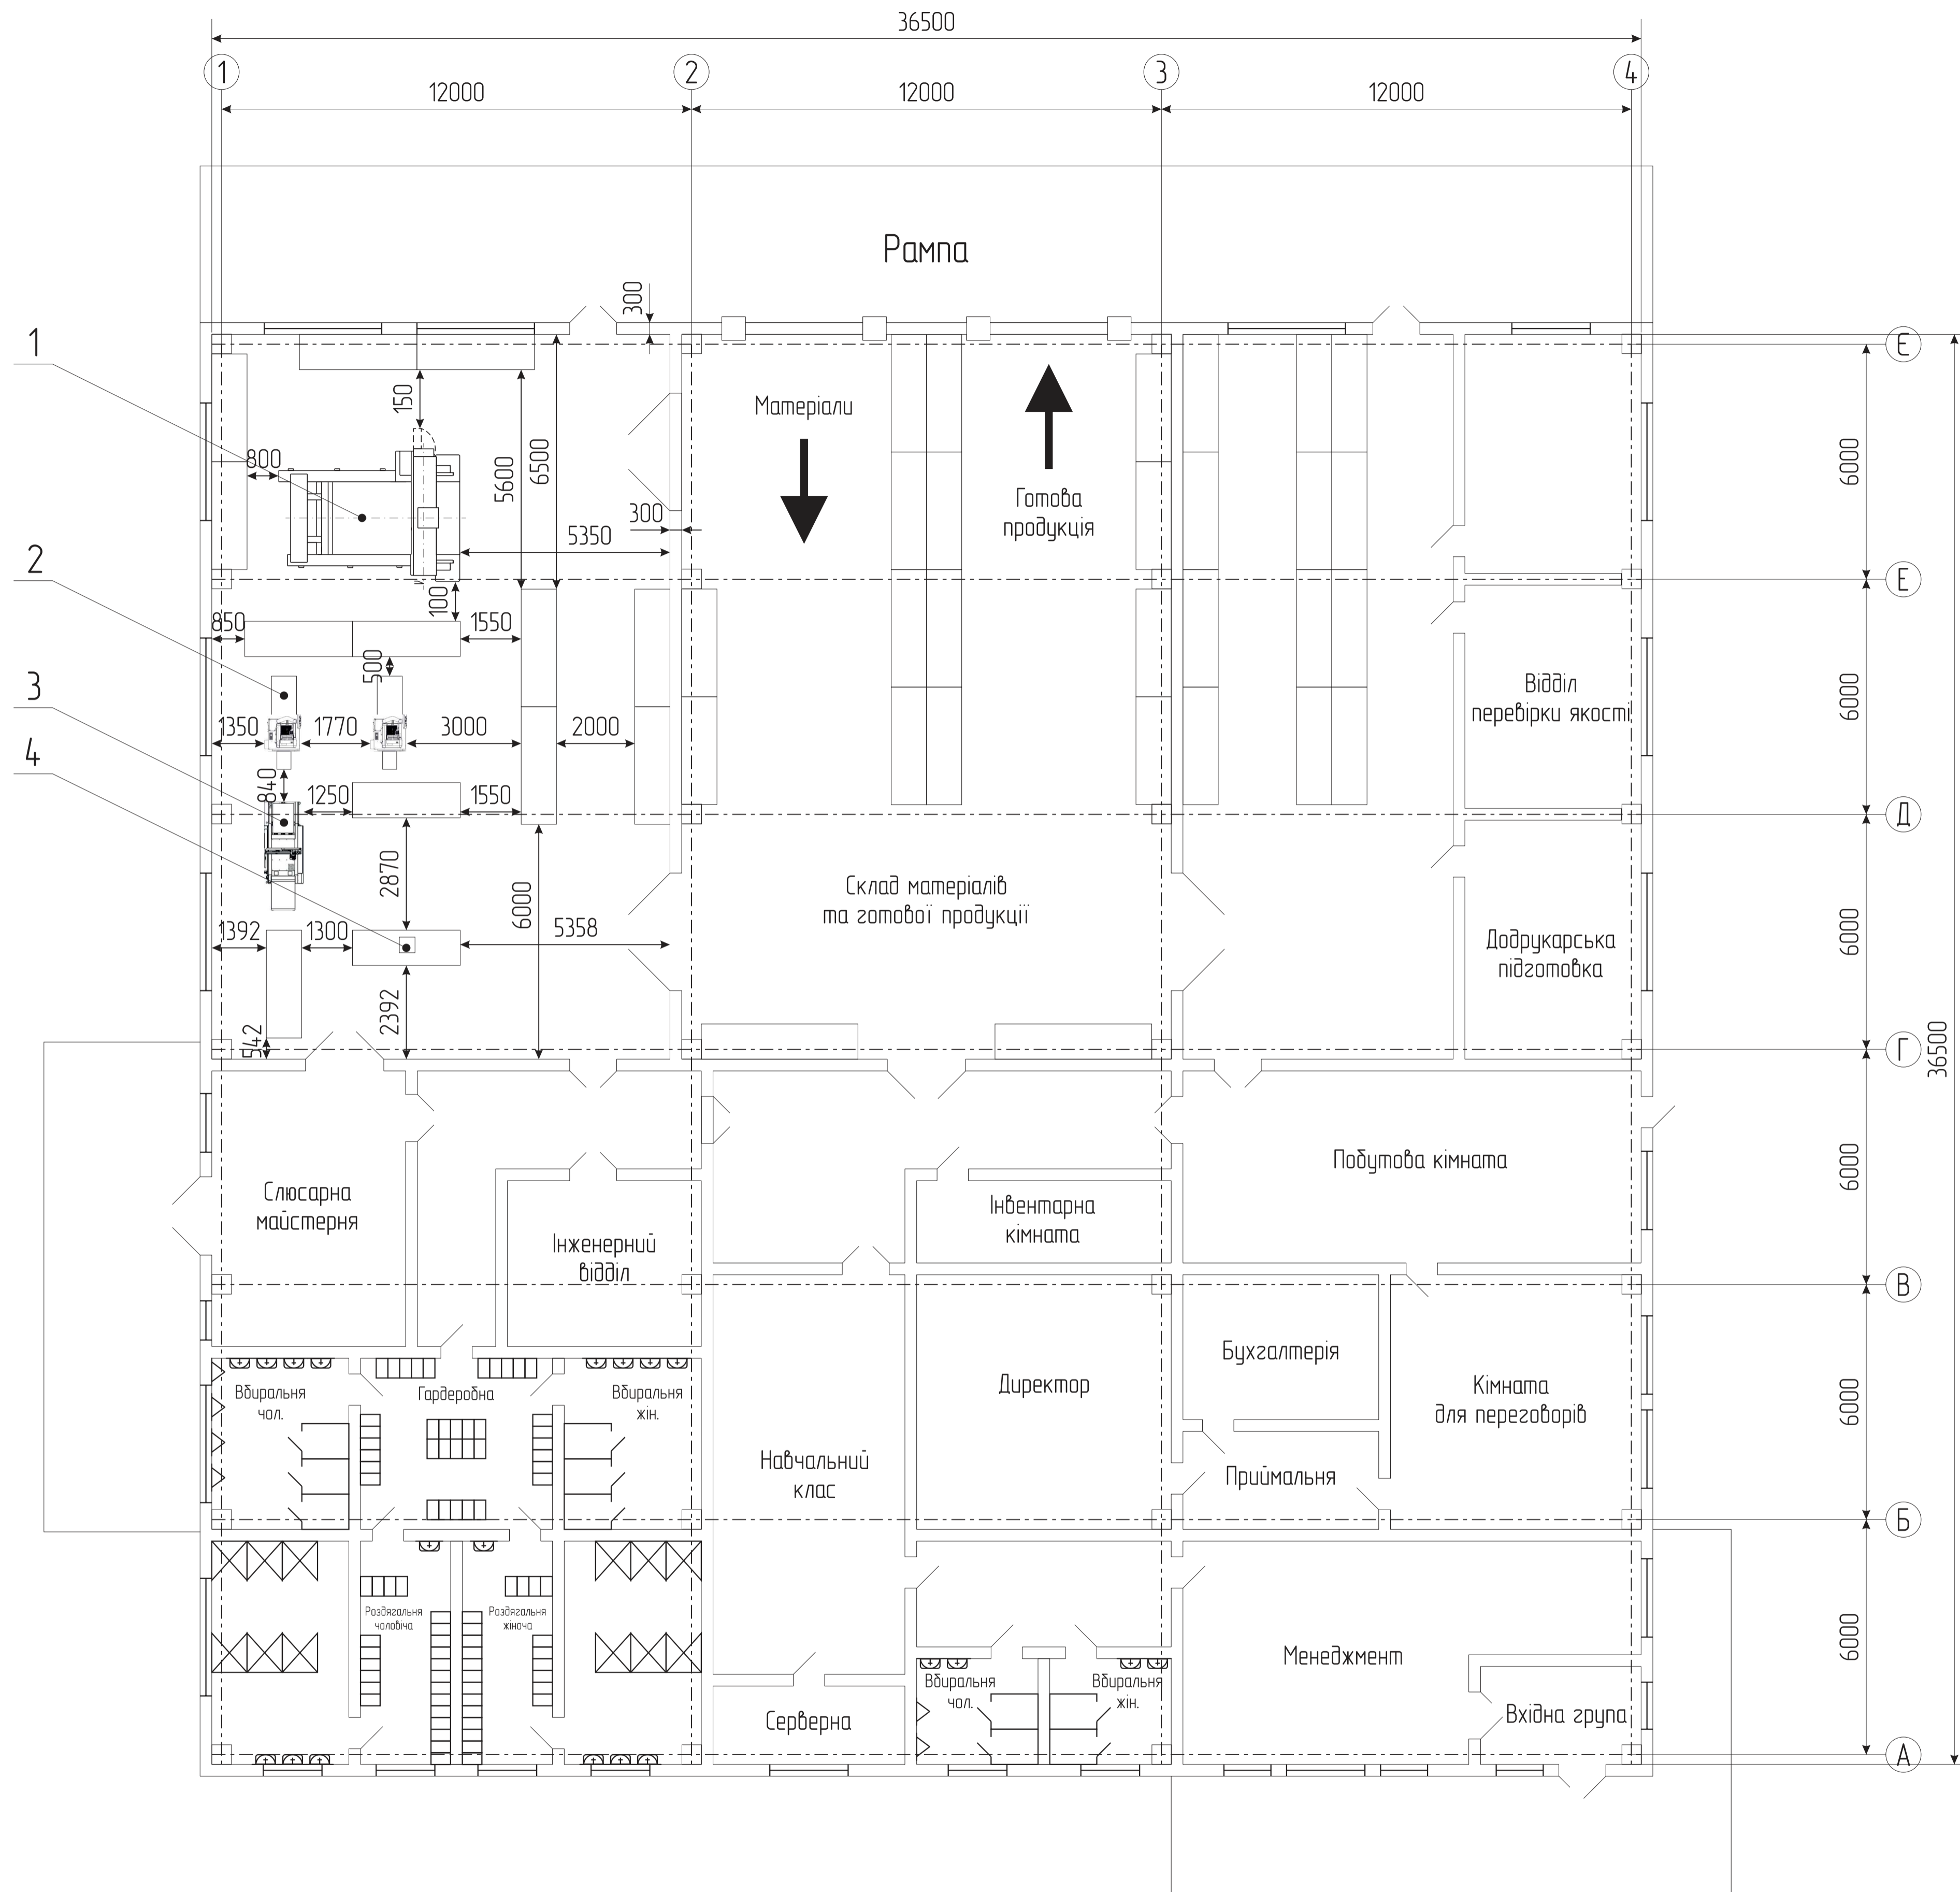 36500
1
2
3
4
12000
12000
12000
Рампа
300
1
150
Матеріали
Є
800
5600
6500
6000
Готова
продукція
300
5350
2
Е
100
850
1550
500
3
Відділ
перевірки якості
6000
1350
1770
3000
2000
4
840
1250
1550
Д
2870
Склад матеріалів
та готової продукції
6000
1392
1300
5358
Додрукарська
підготовка
6000
2392
542
Г
36500
Слюсарна
майстерня
Інженерний
відділ
Інвентарна
кімната
Побутова кімната
6000
В
Вбиральня
чол.
Гардеробна
Вбиральня
жін.
Директор
Бухгалтерія
Кімната
для переговорів
6000
Навчальний
клас
Приймальня
Б
Роздягальня
чоловіча
Роздягальня
жіноча
Менеджмент
6000
Серверна
Вбиральня
чол.
Вбиральня
жін.
Вхідна група
А